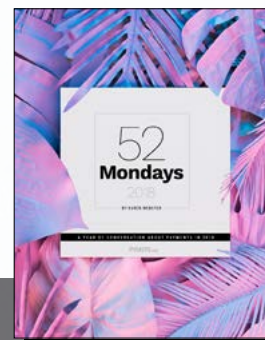 52
Mondays
2018
BY KAREN WEBSTER
A YEAR OF CONVERSATION ABOUT PAYMENTS IN 2018